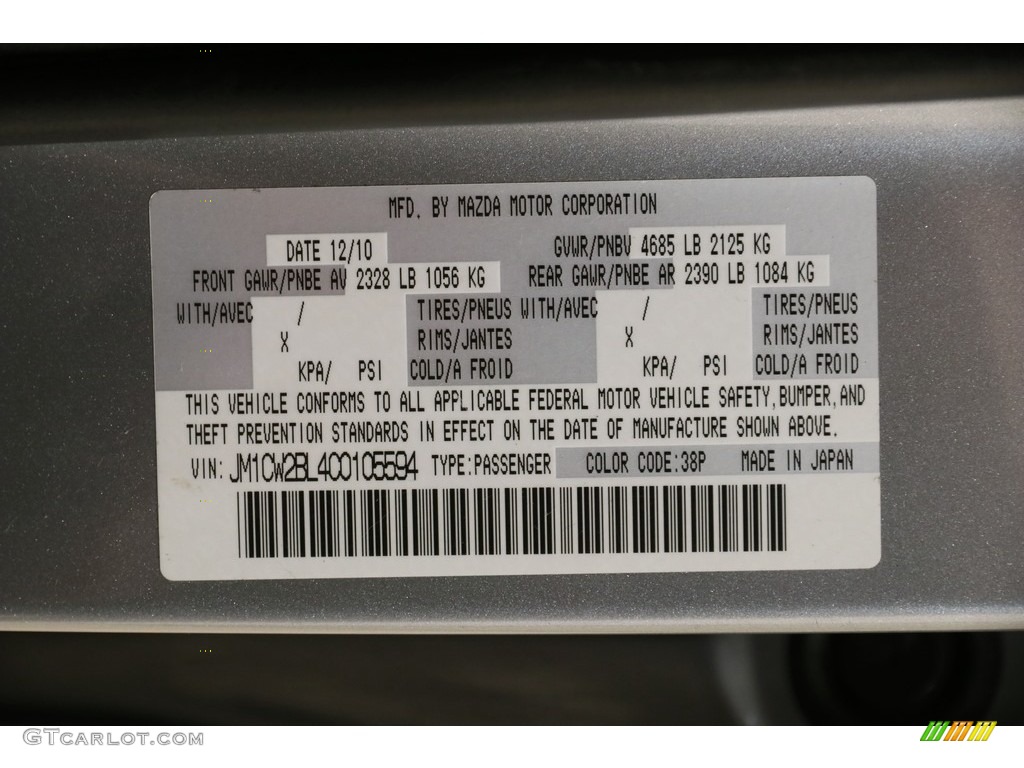 MFD. BY MAZDA MOTOR CORPORATION
DATE 12/10 GVWR/PNBV 4685 LB 2125 KG
FRONT GAWR/PNBE AV 2328 LB 1056 KG REAR GAWR/PNBE AR 2390 LB 1084 KG
WITH/AVEC / TIRES/PNEUS WITH/AVEC / TIRES/PNEUS
X RIMS/JANTES X RIMS/JANTES
KPA/ PSI COLD/A FROID KPA/ PSI COLD/A FROID
THIS VEHICLE CONFORMS TO ALL APPLICABLE FEDERAL MOTOR VEHICLE SAFETY, BUMPER, AND
THEFT PREVENTION STANDARDS IN EFFECT ON THE DATE OF MANUFACTURE SHOWN ABOVE.
VIN: JM1CW2BL4C0105594 TYPE:PASSENGER COLOR CODE:38P MADE IN JAPAN
GTCarlot.com